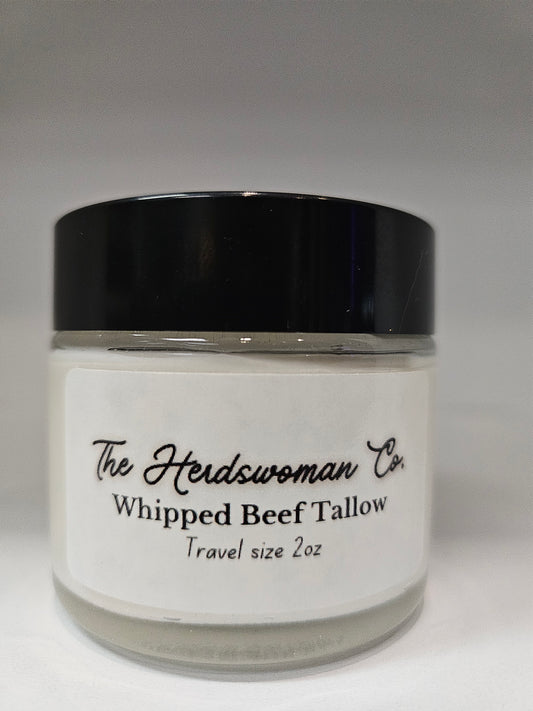 The Herdswoman Co.
Whipped Beef Tallow
Travel size 2oz